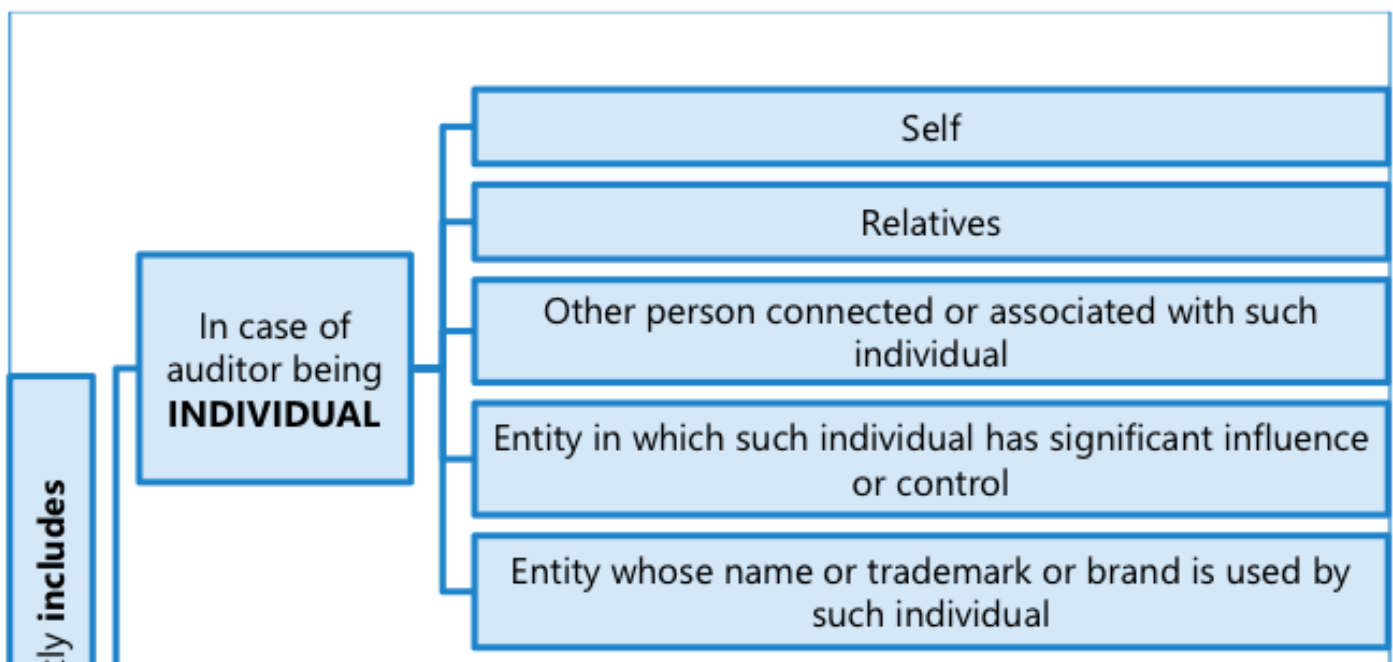 Self
Relatives
Other person connected or associated with such
individual
In case of
auditor being
INDIVIDUAL
Entity in which such individual has significant influence
or control
Entity whose name or trademark or brand is used by
such individual
includes